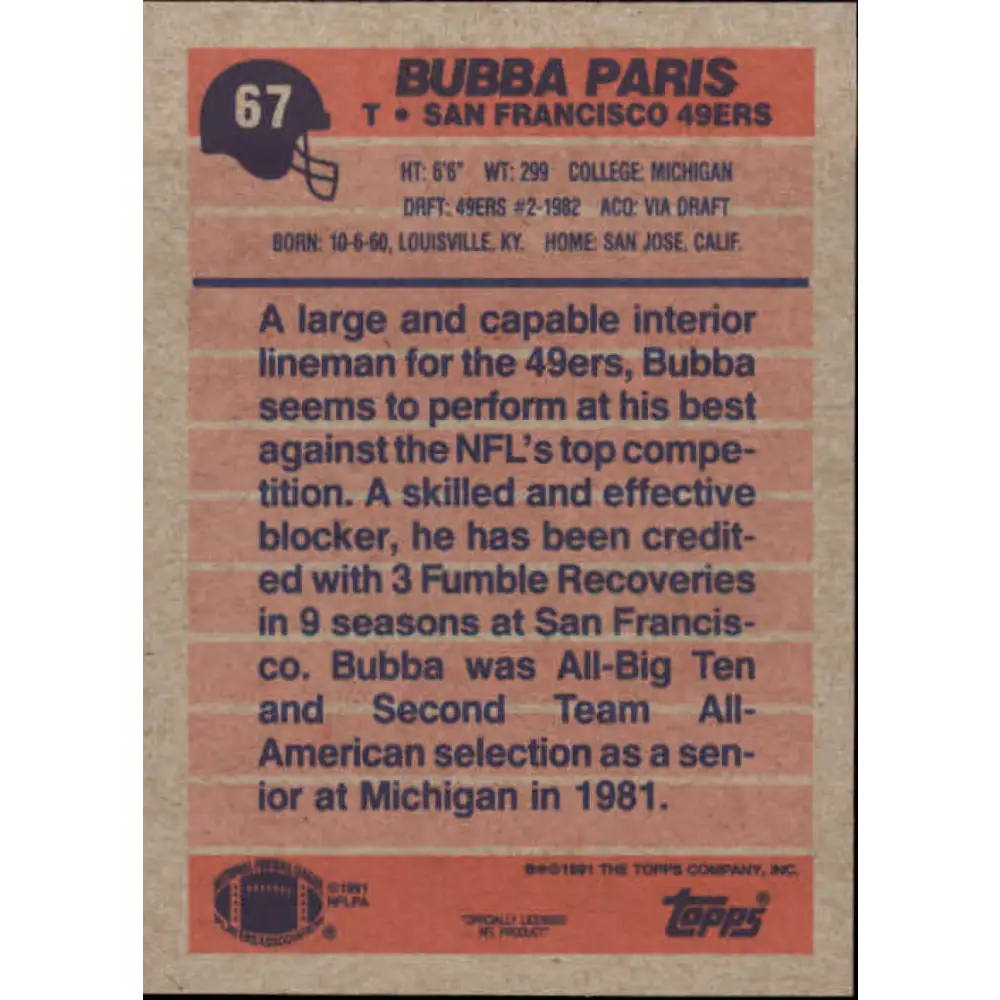 67
BUBBA PARIS
T • SAN FRANCISCO 49ERS
HT: 6'6" WT: 299 COLLEGE: MICHIGAN
DRFT: 49ERS #2-1982 ACQ: VIA DRAFT
BORN: 10-6-60, LOUISVILLE, KY. HOME: SAN JOSE, CALIF.
A large and capable interior
lineman for the 49ers, Bubba
seems to perform at his best
against the NFL's top compe-
tition. A skilled and effective
blocker, he has been credit-
ed with 3 Fumble Recoveries
in 9 seasons at San Francis-
co. Bubba was All-Big Ten
and Second Team All-
American selection as a sen-
ior at Michigan in 1981.
©1991 THE TOPPS COMPANY, INC.
NATIONAL FOOTBALL LEAGUE
PLAYERS ASSOCIATION ®
©1991
NFLPA
"OFFICIALLY LICENSED
NFL PRODUCT"
topps®